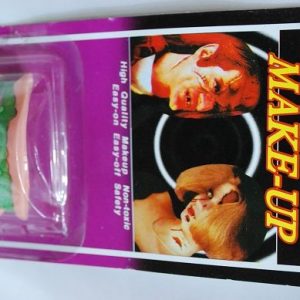 MAKE-UP
High Quality Makeup Non-toxic
Easy-on Easy-off Safety